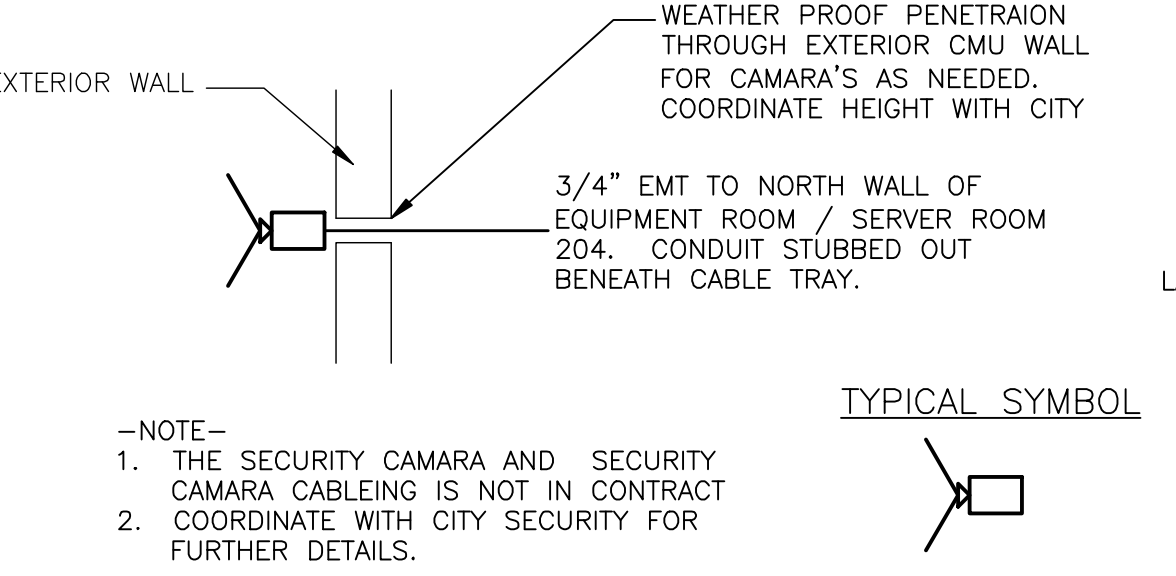 WEATHER PROOF PENETRAION
THROUGH EXTERIOR CMU WALL
FOR CAMARA'S AS NEEDED.
COORDINATE HEIGHT WITH CITY
EXTERIOR WALL
3/4" EMT TO NORTH WALL OF
EQUIPMENT ROOM / SERVER ROOM
204. CONDUIT STUBBED OUT
BENEATH CABLE TRAY.
TYPICAL SYMBOL
-NOTE-
1. THE SECURITY CAMARA AND SECURITY
CAMARA CABLEING IS NOT IN CONTRACT
2. COORDINATE WITH CITY SECURITY FOR
FURTHER DETAILS.